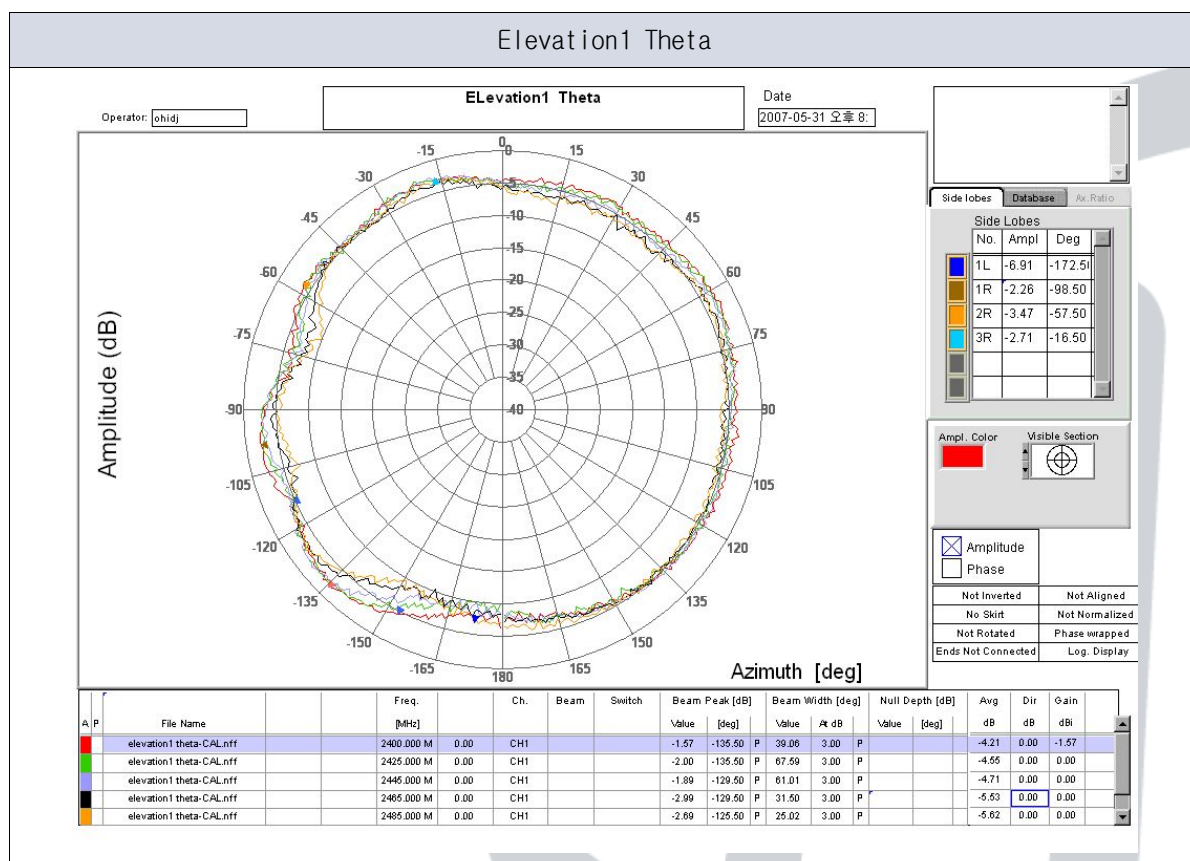 Elevation1 Theta
Operator: ohidj
ELevation1 Theta
Date
2007-05-31 오후 8:
Amplitude (dB)
0
-15
15
-30
30
-45
45
-60
60
-75
75
-90
90
-105
105
-120
120
-135
135
-150
150
-165
165
180
0
-5
-10
-15
-20
-25
-30
-35
-40
Azimuth [deg]
Side lobes Database Ax.Ratio
Side Lobes
No. Ampl Deg
1L -6.91 -172.5
1R -2.26 -98.50
2R -3.47 -57.50
3R -2.71 -16.50
Ampl. Color Visible Section
Amplitude
Phase
Not Inverted Not Aligned
No Skirt Not Normalized
Not Rotated Phase wrapped
Ends Not Connected Log. Display
Freq. Ch. Beam Switch Beam Peak [dB] Beam Width [deg] Null Depth [dB] Avg Dir Gain
A P File Name [MHz] Value [deg] Value At dB Value [deg] dB dB dBi
elevation1 theta-CAL.nff 2400.000 M 0.00 CH1 -1.57 -135.50 P 39.06 3.00 P -4.21 0.00 -1.57
elevation1 theta-CAL.nff 2425.000 M 0.00 CH1 -2.00 -135.50 P 67.59 3.00 P -4.55 0.00 0.00
elevation1 theta-CAL.nff 2445.000 M 0.00 CH1 -1.89 -129.50 P 61.01 3.00 P -4.71 0.00 0.00
elevation1 theta-CAL.nff 2465.000 M 0.00 CH1 -2.99 -129.50 P 31.50 3.00 P -5.53 0.00 0.00
elevation1 theta-CAL.nff 2485.000 M 0.00 CH1 -2.69 -125.50 P 25.02 3.00 P -5.62 0.00 0.00